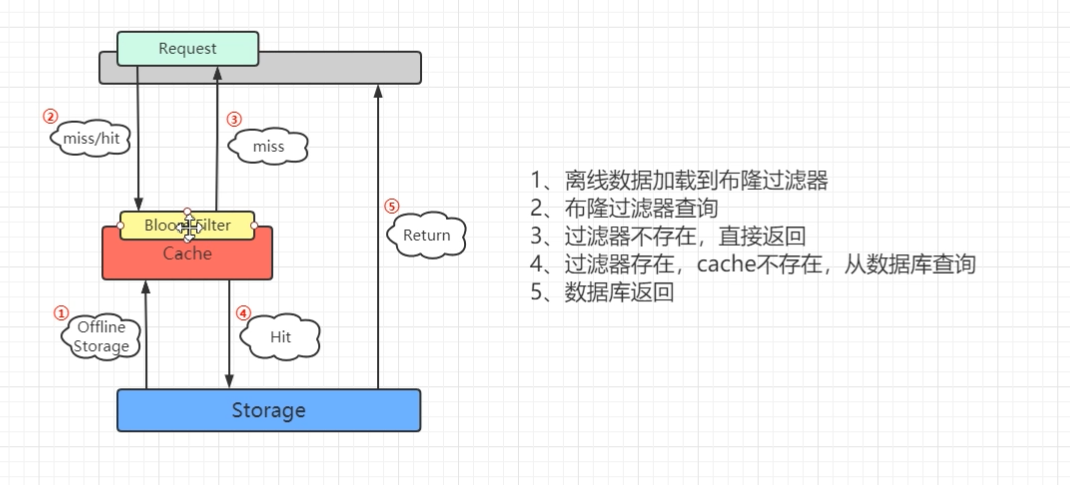 Request
② miss/hit
③ miss
⑤ Return
Cache
① Offline
Storage
④ Hit
Storage
1、离线数据加载到布隆过滤器
2、布隆过滤器查询
3、过滤器不存在，直接返回
4、过滤器存在，cache不存在，从数据库查询
5、数据库返回